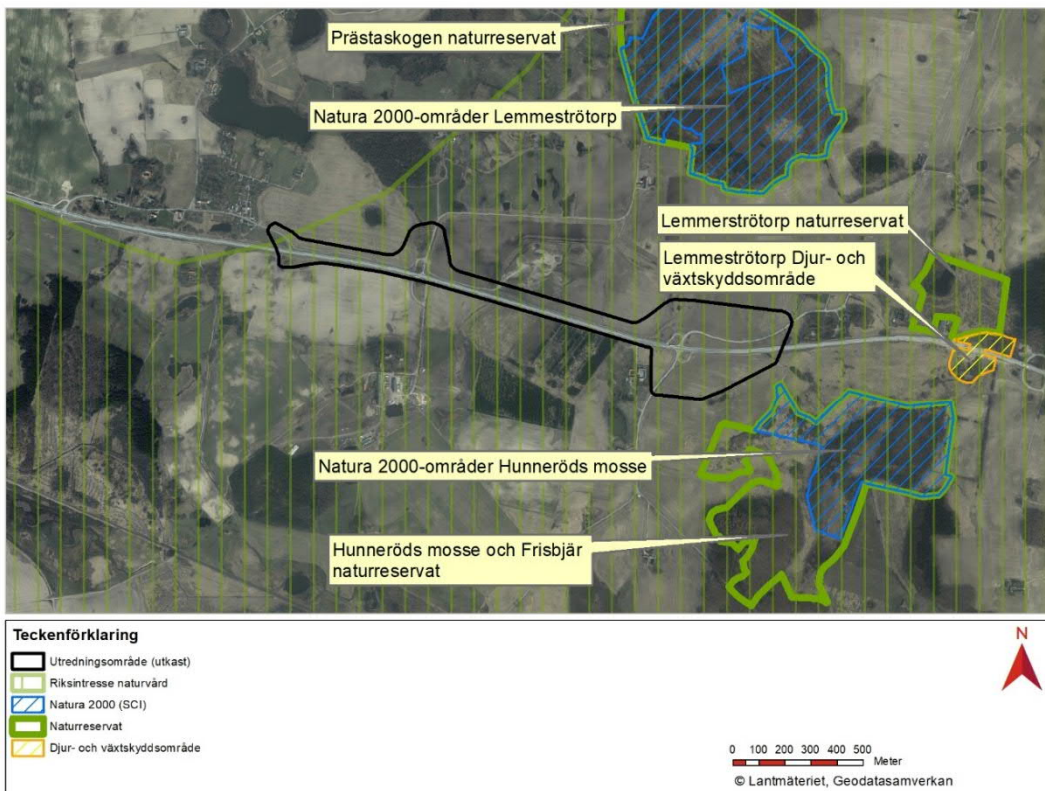 Prästaskogen naturreservat
Natura 2000-områder Lemmeströtorp
Lemmerströtorp naturreservat
Lemmeströtorp Djur- och
växtskyddsområde
Natura 2000-områder Hunneröds mosse
Hunneröds mosse och Frisbjär
naturreservat
Teckenförklaring
Utredningsområde (utkast)
Riksintresse naturvård
Natura 2000 (SCI)
Naturreservat
Djur- och växtskyddsområde
N
0 100 200 300 400 500
Meter
© Lantmäteriet, Geodatasamverkan